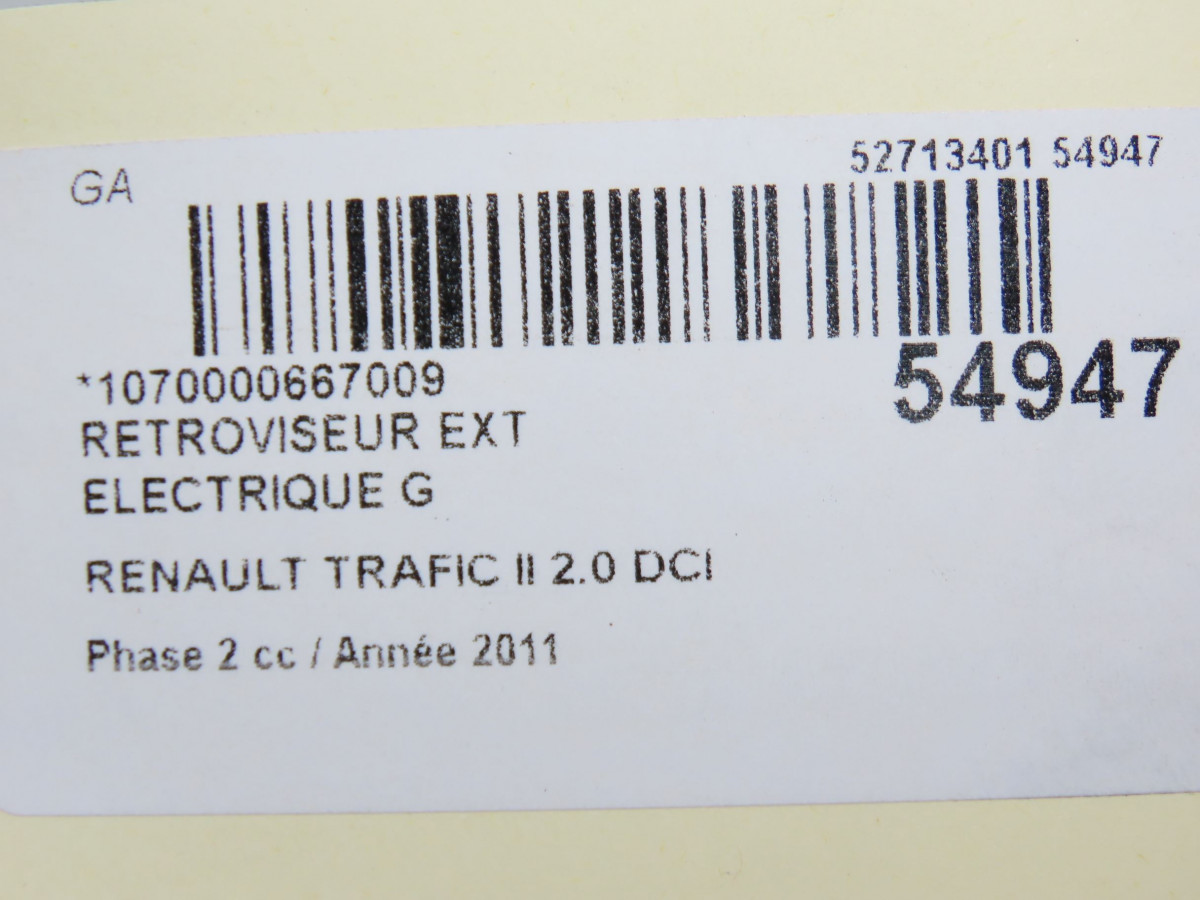 GA
52713401 54947
*1070000667009
54947
RETROVISEUR EXT
ELECTRIQUE G
RENAULT TRAFIC II 2.0 DCI
Phase 2 cc / Année 2011